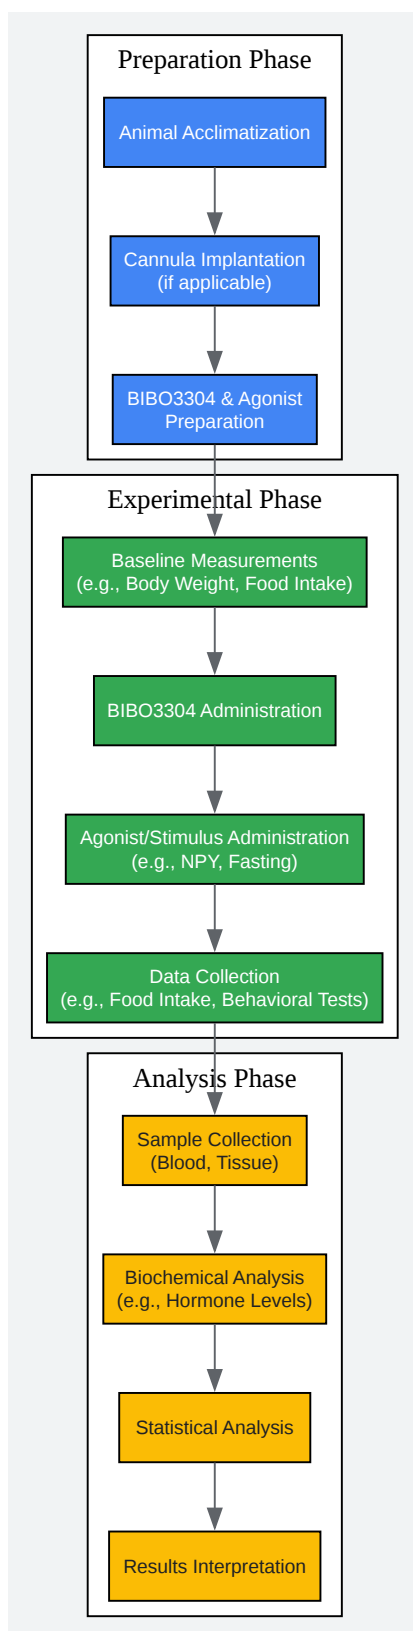 Preparation Phase
Animal Acclimatization
Cannula Implantation
(if applicable)
BIBO3304 & Agonist
Preparation
Experimental Phase
Baseline Measurements
(e.g., Body Weight, Food Intake)
BIBO3304 Administration
Agonist/Stimulus Administration
(e.g., NPY, Fasting)
Data Collection
(e.g., Food Intake, Behavioral Tests)
Analysis Phase
Sample Collection
(Blood, Tissue)
Biochemical Analysis
(e.g., Hormone Levels)
Statistical Analysis
Results Interpretation